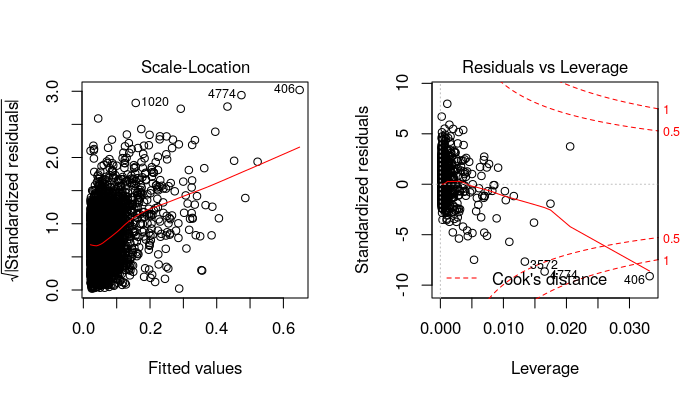 Scale-Location
√|Standardized residuals|
0.0 1.0 2.0 3.0
1020
4774
406
0.0 0.2 0.4 0.6
Fitted values
Residuals vs Leverage
Standardized residuals
-10 -5 0 5 10
1
0.5
0.5
1
3572
4774
406
Cook's distance
0.000 0.010 0.020 0.030
Leverage